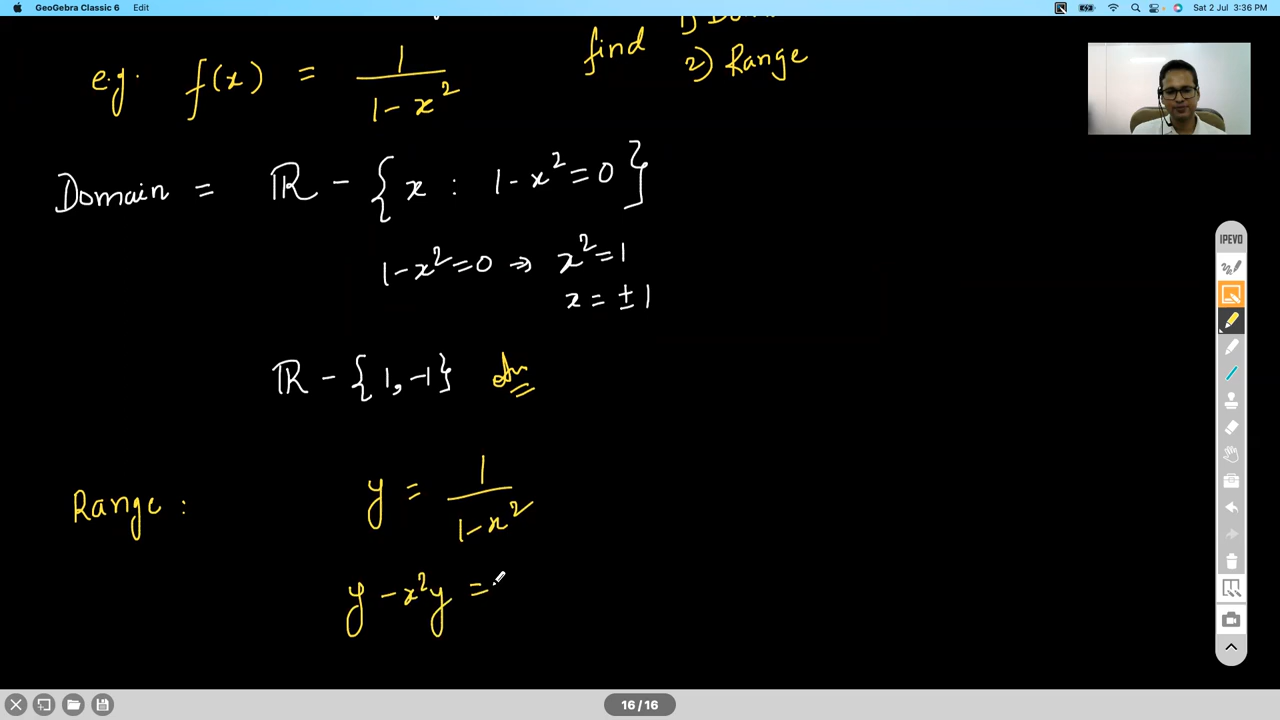 GeoGebra Classic 6 Edit Sat 2 Jul 3:36 PM
e.g. f(x) = 1/(1 - x²) find
2) Range
Domain = ℝ - { x : 1 - x² = 0 }
1 - x² = 0 ⇒ x² = 1
x = ± 1
ℝ - { 1, -1 } Ans
Range : y = 1/(1 - x²)
y - x²y =
IPEVO
16 / 16